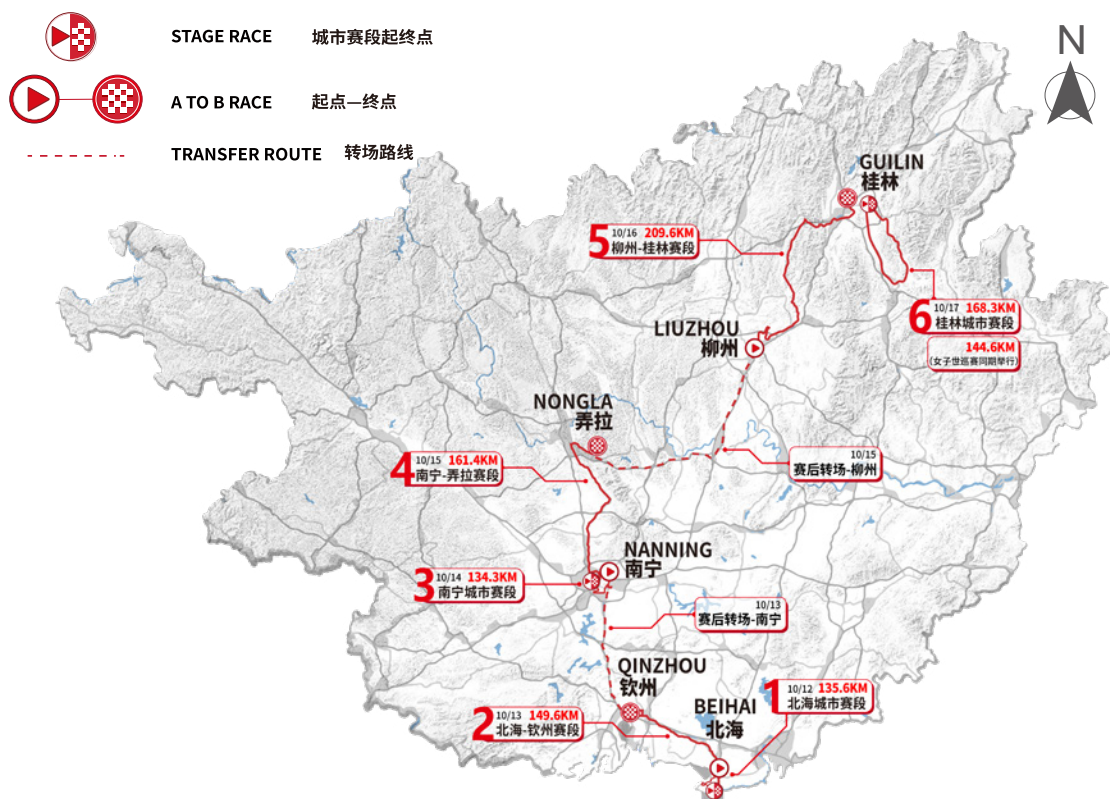 STAGE RACE 城市赛段起终点
A TO B RACE 起点—终点
TRANSFER ROUTE 转场路线
N
GUILIN
桂林
5 10/16 209.6KM
柳州-桂林赛段
6 10/17 168.3KM
桂林城市赛段
144.6KM
(女子世巡赛同期举行)
LIUZHOU
柳州
NONGLA
弄拉
4 10/15 161.4KM
南宁-弄拉赛段
10/15
赛后转场-柳州
NANNING
南宁
3 10/14 134.3KM
南宁城市赛段
10/13
赛后转场-南宁
QINZHOU
钦州
1 10/12 135.6KM
北海城市赛段
BEIHAI
北海
2 10/13 149.6KM
北海-钦州赛段